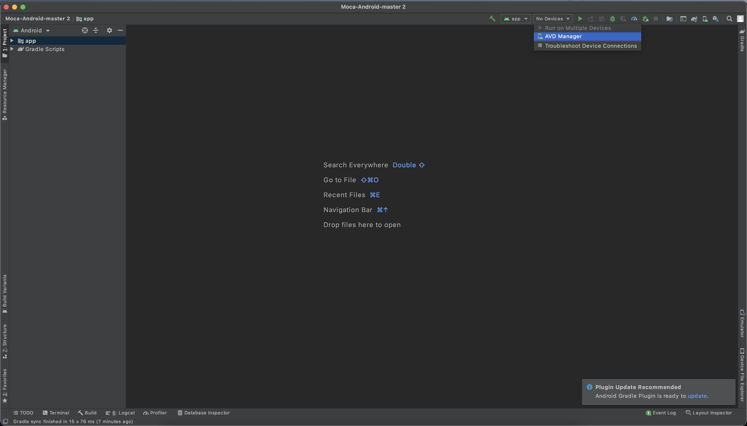 Moca-Android-master 2
Moca-Android-master 2 app
app
No Devices
Run on Multiple Devices
AVD Manager
Troubleshoot Device Connections
Android
app
Gradle Scripts
1: Project
Resource Manager
Build Variants
Z: Structure
2: Favorites
Gradle
Emulator
Device File Explorer
Search Everywhere Double ⇧
Go to File ⇧⌘O
Recent Files ⌘E
Navigation Bar ⌘↑
Drop files here to open
Plugin Update Recommended
Android Gradle Plugin is ready to update.
TODO
Terminal
Build
6: Logcat
Profiler
Database Inspector
Event Log
Layout Inspector
Gradle sync finished in 15 s 76 ms (7 minutes ago)